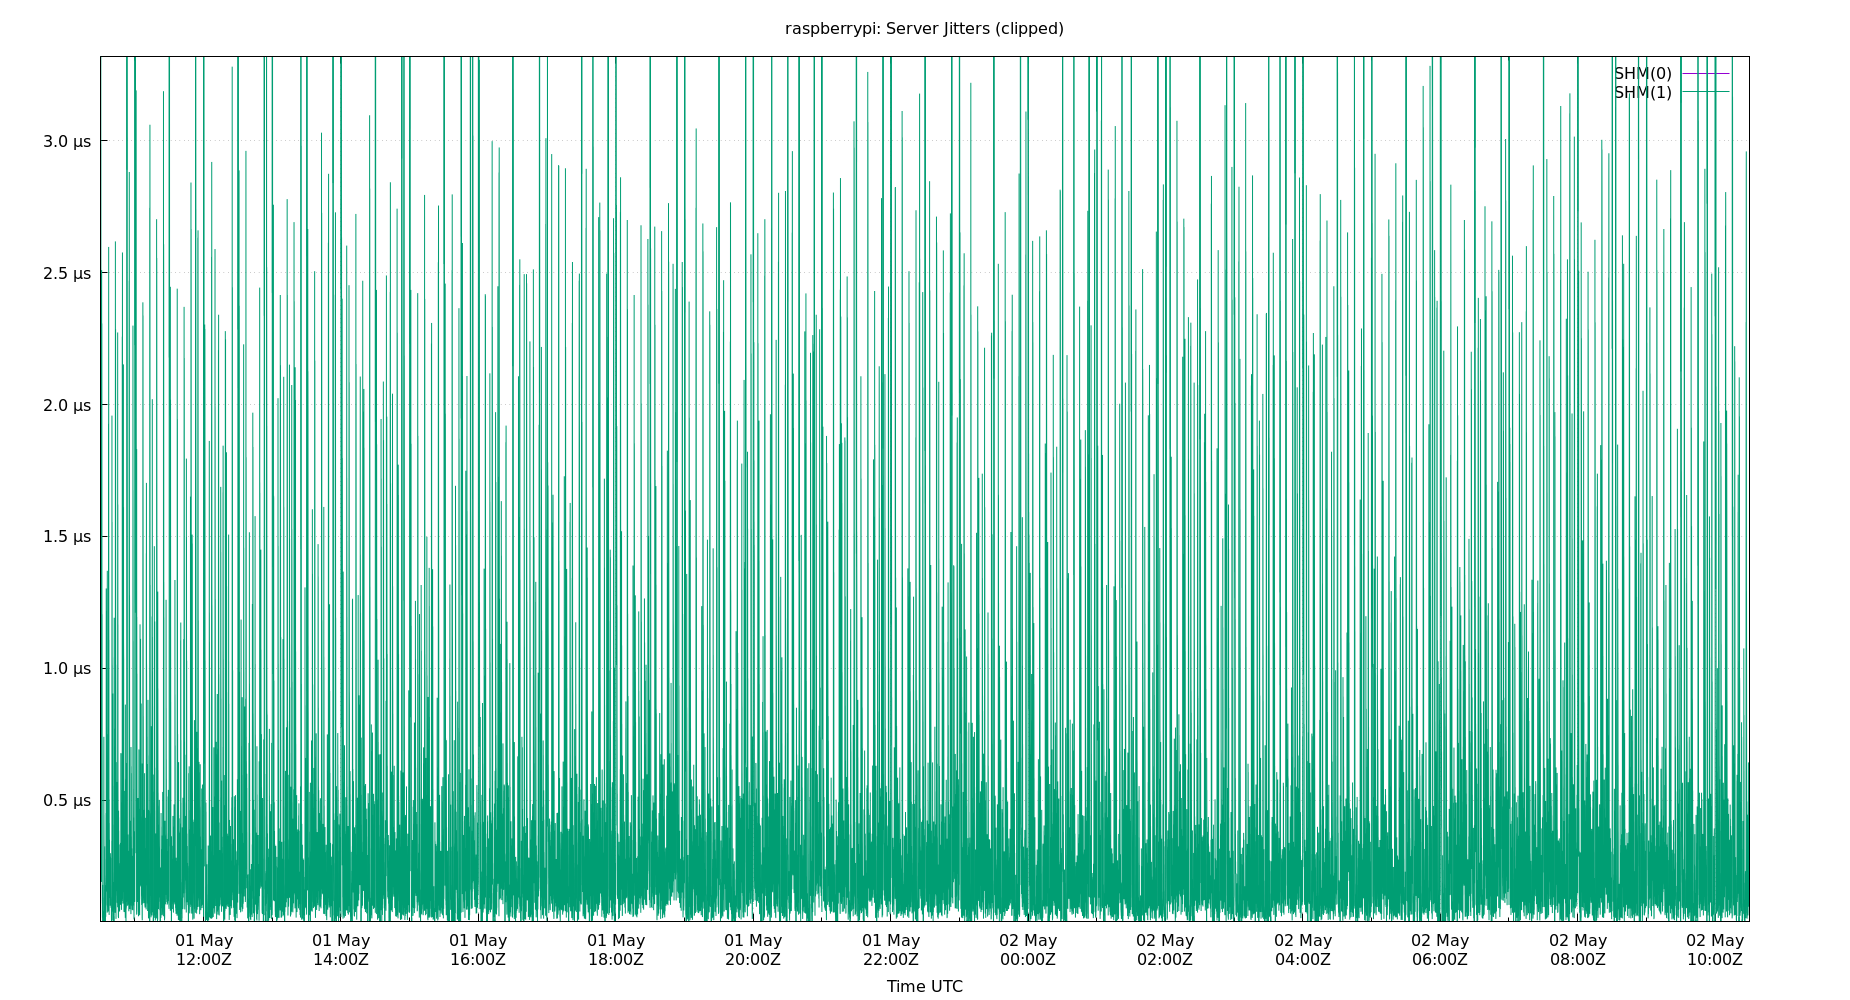 raspberrypi: Server Jitters (clipped)
SHM(0)
SHM(1)
3.0 µs
2.5 µs
2.0 µs
1.5 µs
1.0 µs
0.5 µs
01 May 01 May 01 May 01 May 01 May 01 May 02 May 02 May 02 May 02 May 02 May 02 May
12:00Z 14:00Z 16:00Z 18:00Z 20:00Z 22:00Z 00:00Z 02:00Z 04:00Z 06:00Z 08:00Z 10:00Z
Time UTC